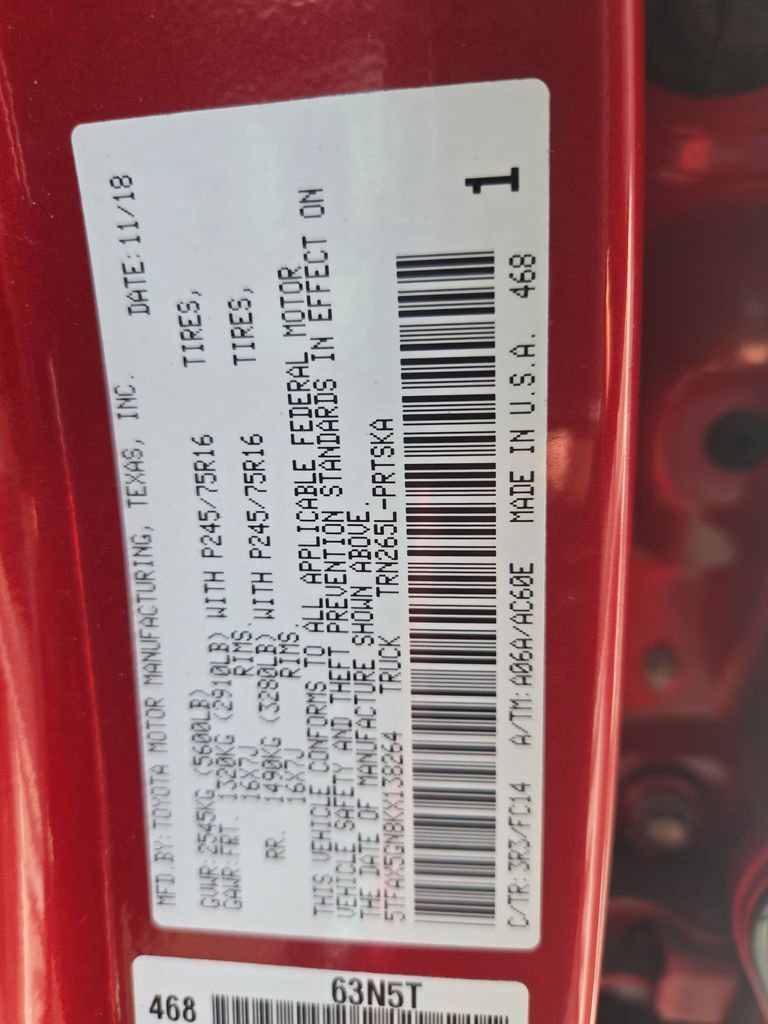 MFD.BY:TOYOTA MOTOR MANUFACTURING, TEXAS, INC. DATE:11/18
GVWR:2545KG (5600LB)
GAWR:FRT. 1320KG (2910LB) WITH P245/75R16 TIRES,
16X7J RIMS.
RR. 1490KG (3280LB) WITH P245/75R16 TIRES,
16X7J RIMS.
THIS VEHICLE CONFORMS TO ALL APPLICABLE FEDERAL MOTOR
VEHICLE SAFETY AND THEFT PREVENTION STANDARDS IN EFFECT ON
THE DATE OF MANUFACTURE SHOWN ABOVE.
5TFAX5GN8KX138264 TRUCK TRN265L-PRTSKA
1
C/TR:3R3/FC14 A/TM:A06A/AC60E MADE IN U.S.A. 468
468
63N5T